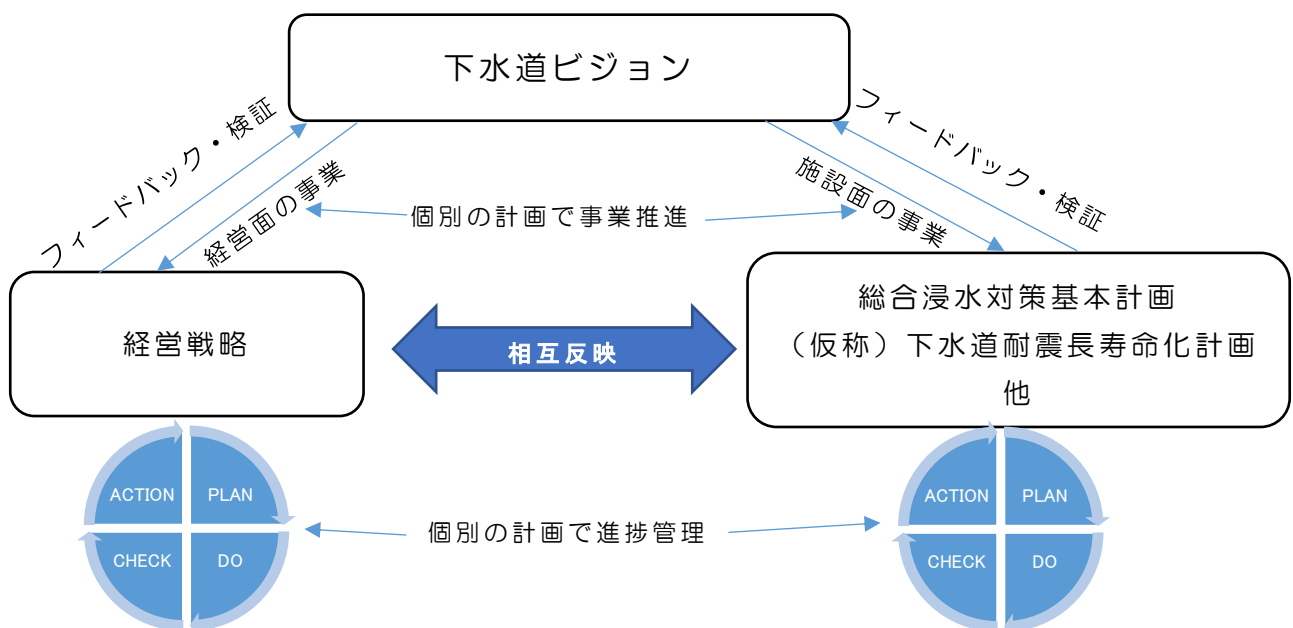 下水道ビジョン
フィードバック・検証
経営面の事業
個別の計画で事業推進
施設面の事業
フィードバック・検証
経営戦略
相互反映
総合浸水対策基本計画
（仮称）下水道耐震長寿命化計画
他
ACTION
PLAN
CHECK
DO
個別の計画で進捗管理
ACTION
PLAN
CHECK
DO